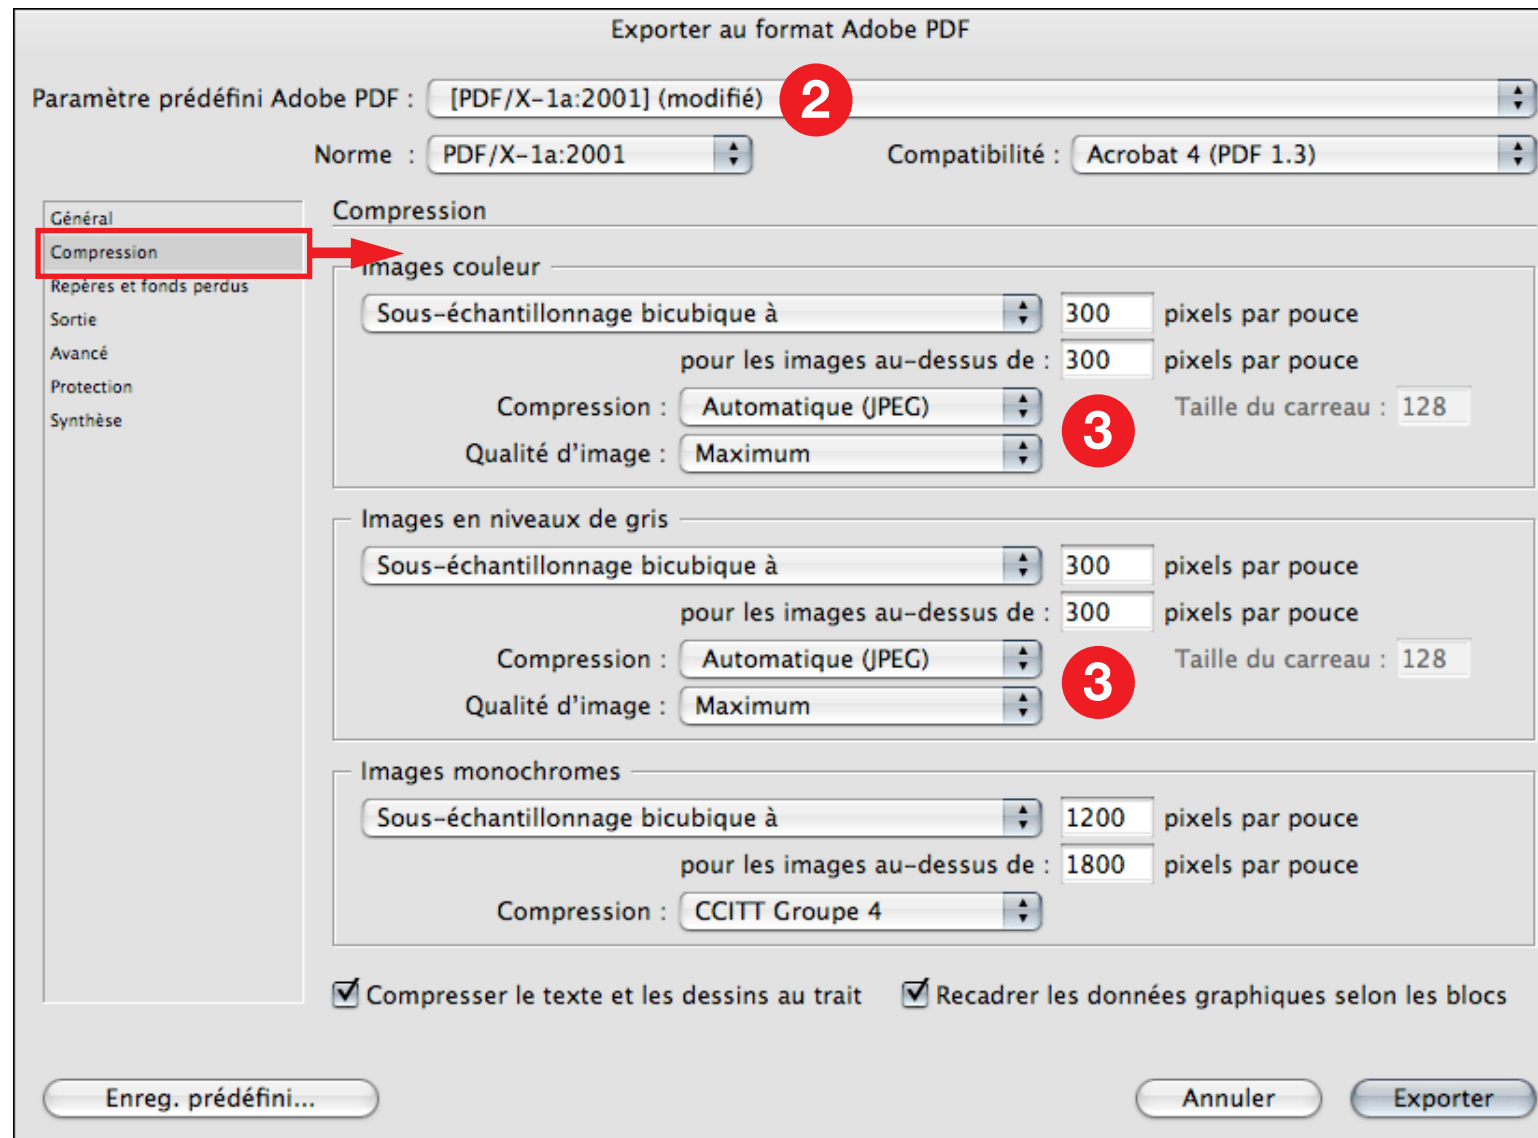 Exporter au format Adobe PDF
Paramètre prédéfini Adobe PDF : [PDF/X-1a:2001] (modifié) 2
Norme : PDF/X-1a:2001 Compatibilité : Acrobat 4 (PDF 1.3)
Général
Compression
Repères et fonds perdus
Sortie
Avancé
Protection
Synthèse
Compression
Images couleur
Sous-échantillonnage bicubique à 300 pixels par pouce
pour les images au-dessus de : 300 pixels par pouce
Compression : Automatique (JPEG) 3 Taille du carreau : 128
Qualité d'image : Maximum
Images en niveaux de gris
Sous-échantillonnage bicubique à 300 pixels par pouce
pour les images au-dessus de : 300 pixels par pouce
Compression : Automatique (JPEG) 3 Taille du carreau : 128
Qualité d'image : Maximum
Images monochromes
Sous-échantillonnage bicubique à 1200 pixels par pouce
pour les images au-dessus de : 1800 pixels par pouce
Compression : CCITT Groupe 4
Compresser le texte et les dessins au trait Recadrer les données graphiques selon les blocs
Enreg. prédéfini... Annuler Exporter